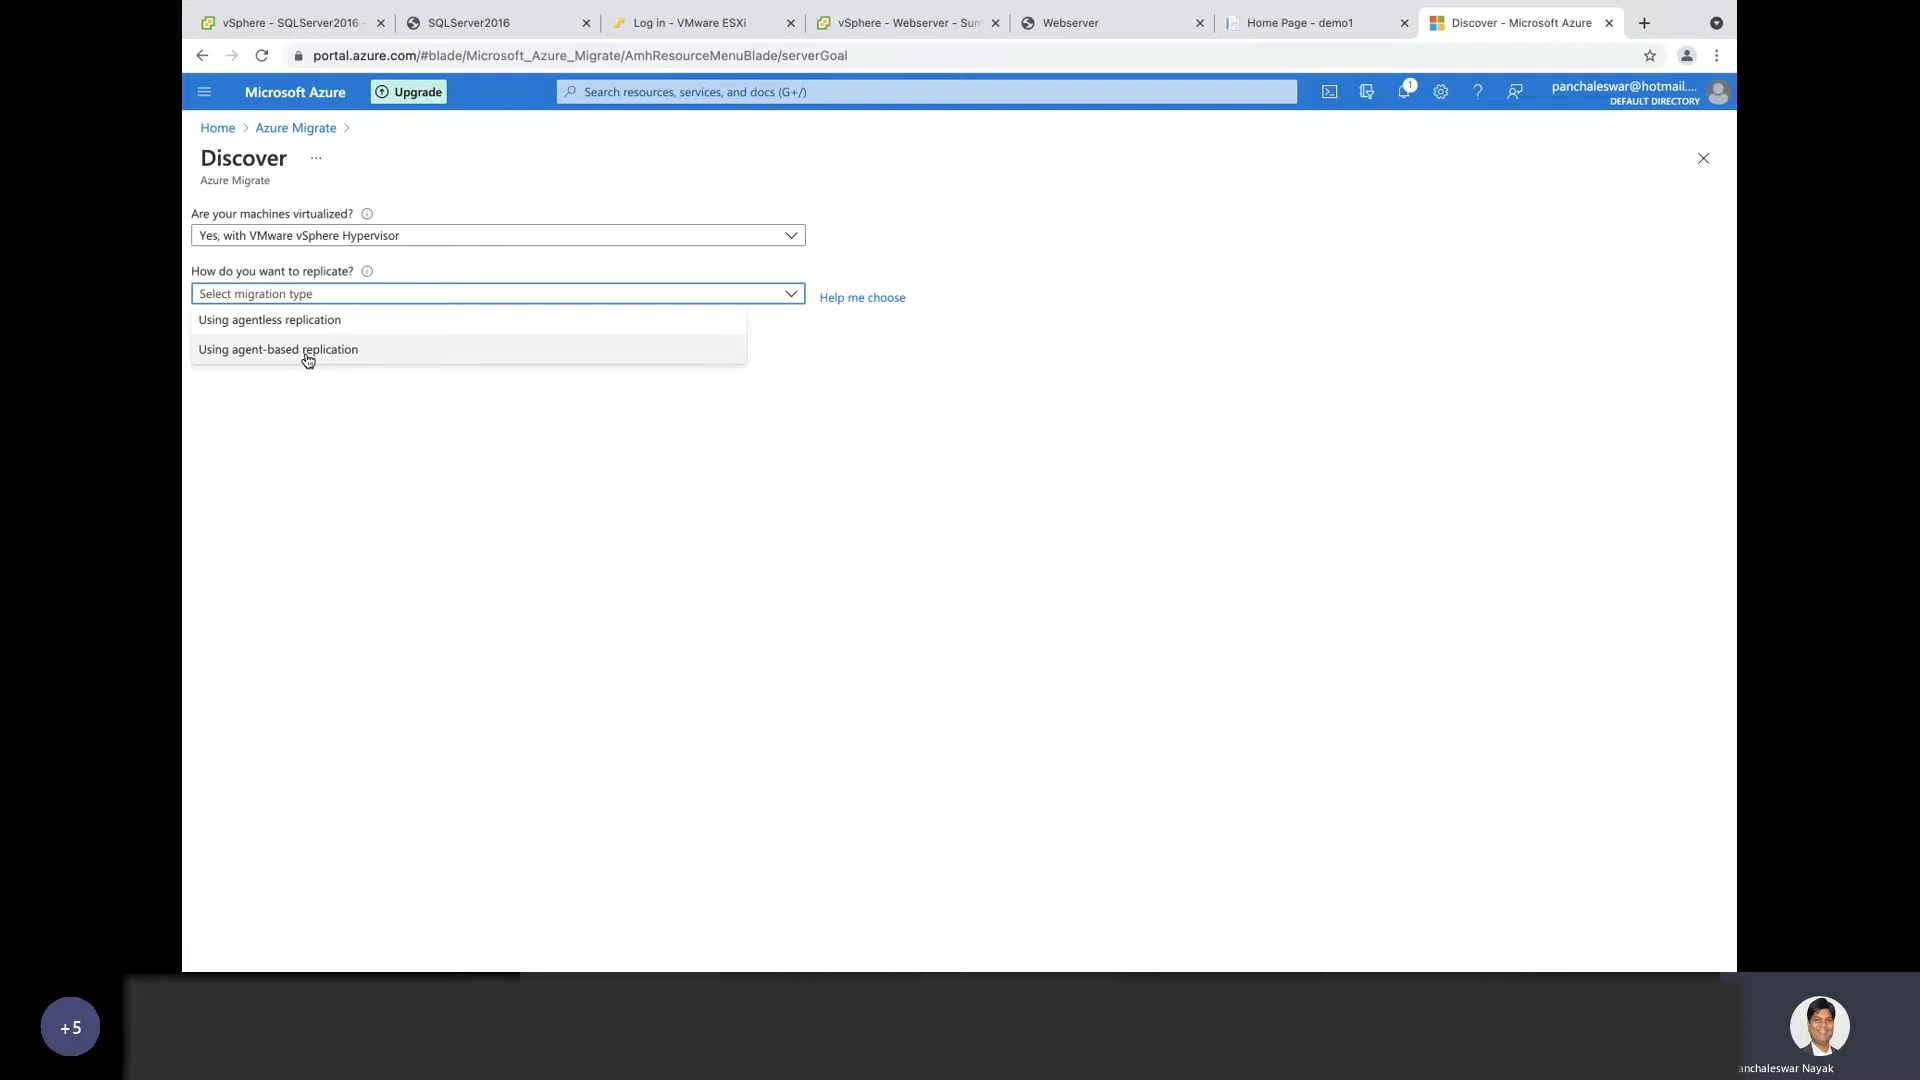 vSphere - SQLServer2016 -
SQLServer2016
Log in - VMware ESXi
vSphere - Webserver - Sum
Webserver
Home Page - demo1
Discover - Microsoft Azure
portal.azure.com/#blade/Microsoft_Azure_Migrate/AmhResourceMenuBlade/serverGoal
Microsoft Azure
Upgrade
Search resources, services, and docs (G+/)
1
panchaleswar@hotmail....
DEFAULT DIRECTORY
Home > Azure Migrate >
Discover ...
Azure Migrate
Are your machines virtualized?
Yes, with VMware vSphere Hypervisor
How do you want to replicate?
Select migration type
Help me choose
Using agentless replication
Using agent-based replication
+5
anchaleswar Nayak